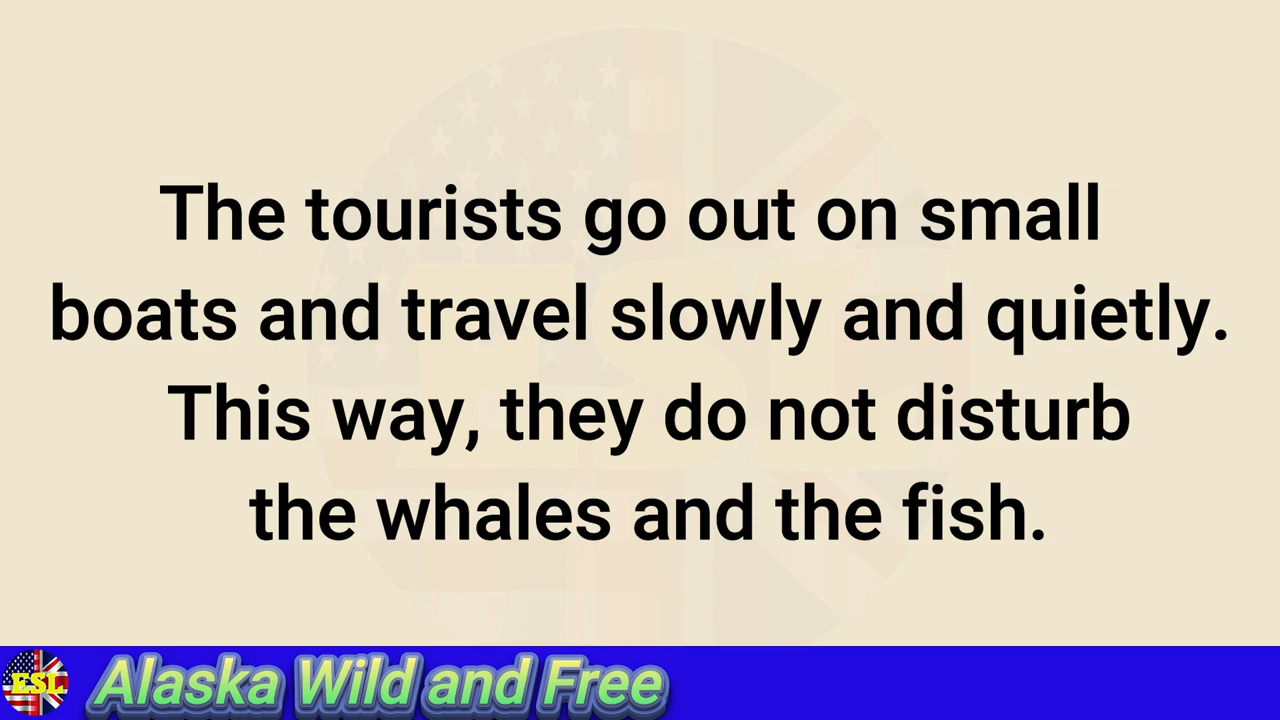 The tourists go out on small
boats and travel slowly and quietly.
This way, they do not disturb
the whales and the fish.
ESL
Alaska Wild and Free